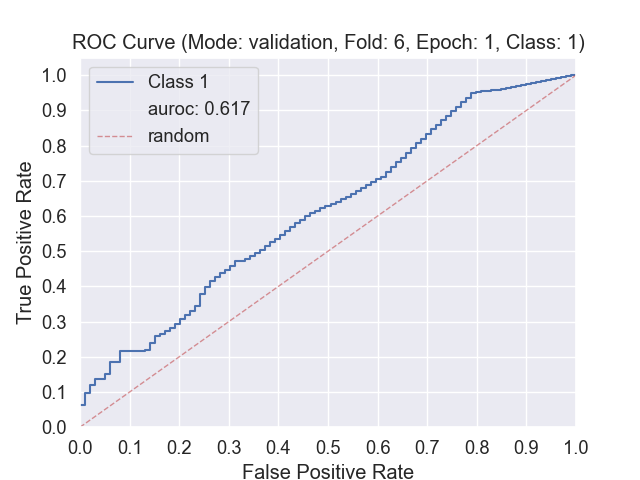 ROC Curve (Mode: validation, Fold: 6, Epoch: 1, Class: 1)
Class 1
auroc: 0.617
random
True Positive Rate
1.0
0.9
0.8
0.7
0.6
0.5
0.4
0.3
0.2
0.1
0.0
0.0 0.1 0.2 0.3 0.4 0.5 0.6 0.7 0.8 0.9 1.0
False Positive Rate